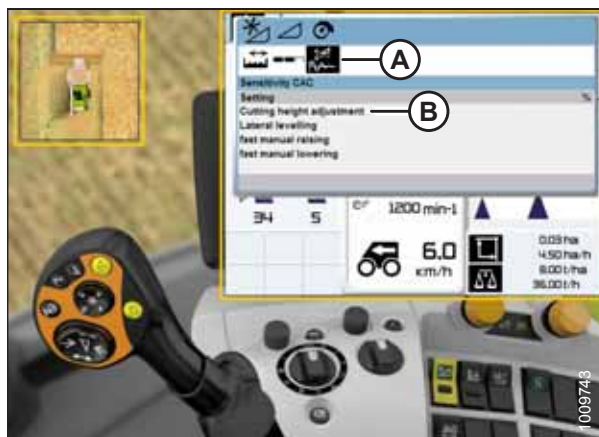 A
Sensitivity CAC
Setting %
B
Cutting height adjustment
Lateral levelling
fast manual raising
fast manual lowering
34 5
1200 min-1
6.0
km/h
0.03 ha
4.50 ha/h
8.00 t/ha
36.00 t/h
1009743